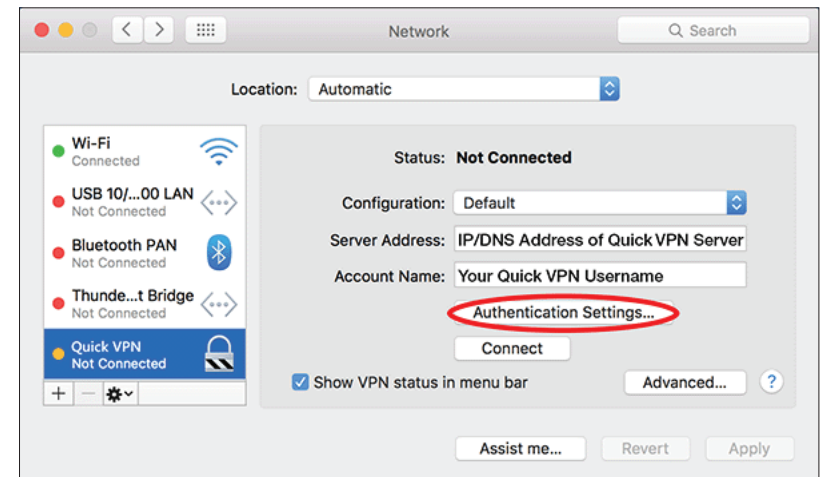 Network
Search
Location: Automatic
Wi-Fi
Connected
USB 10/...00 LAN
Not Connected
Bluetooth PAN
Not Connected
Thunde...t Bridge
Not Connected
Quick VPN
Not Connected
Status: Not Connected
Configuration: Default
Server Address: IP/DNS Address of Quick VPN Server
Account Name: Your Quick VPN Username
Authentication Settings...
Connect
Show VPN status in menu bar
Advanced...
?
Assist me...
Revert
Apply